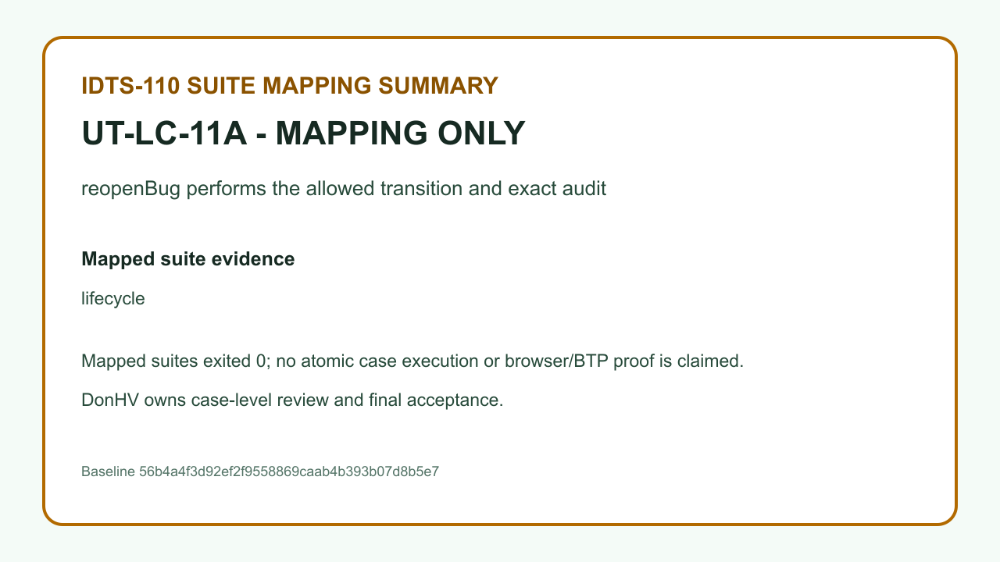 IDTS-110 SUITE MAPPING SUMMARY
UT-LC-11A - MAPPING ONLY
reopenBug performs the allowed transition and exact audit
Mapped suite evidence
lifecycle
Mapped suites exited 0; no atomic case execution or browser/BTP proof is claimed.
DonHV owns case-level review and final acceptance.
Baseline 56b4a4f3d92ef2f9558869caab4b393b07d8b5e7